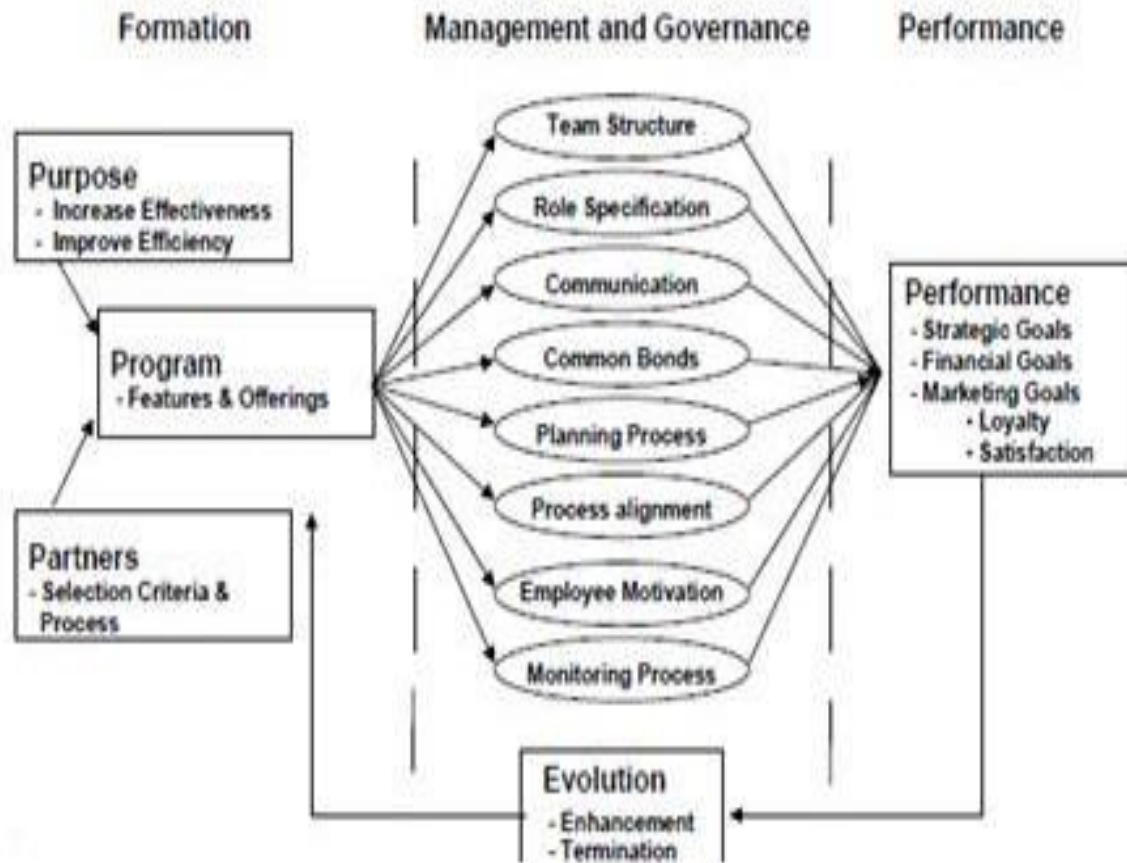 Formation
Management and Governance
Performance
Purpose
- Increase Effectiveness
- Improve Efficiency
Program
- Features & Offerings
Partners
- Selection Criteria &
Process
Team Structure
Role Specification
Communication
Common Bonds
Planning Process
Process alignment
Employee Motivation
Monitoring Process
Performance
- Strategic Goals
- Financial Goals
- Marketing Goals
• Loyalty
• Satisfaction
Evolution
- Enhancement
- Termination